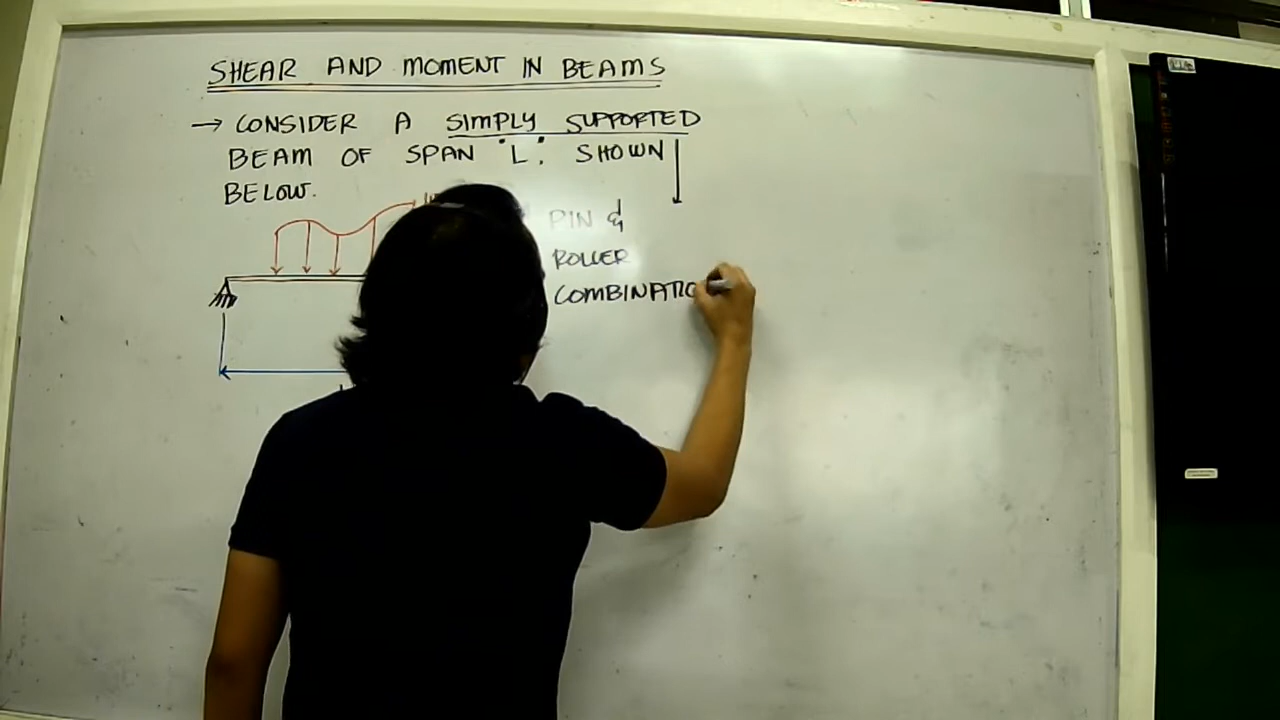 SHEAR AND MOMENT IN BEAMS
→ CONSIDER A SIMPLY SUPPORTED
BEAM OF SPAN "L". SHOWN
BELOW.
PIN &
ROLLER
COMBINATIO